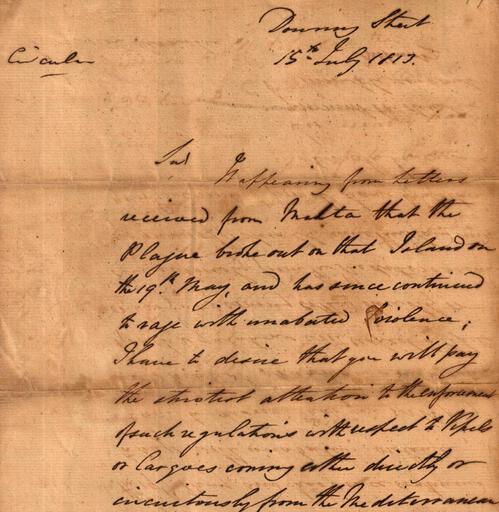 Downing Street
Circular
15th July 1813.
Sir
It appearing from Letters
received from Malta that the
Plague broke out on that Island on
the 19th May, and has since continued
to rage with unabated violence;
I have to desire that you will pay
the strictest attention to the enforcement
of such regulations with respect to Vessels
or Cargoes coming either directly or
circuitously from the Mediterranean